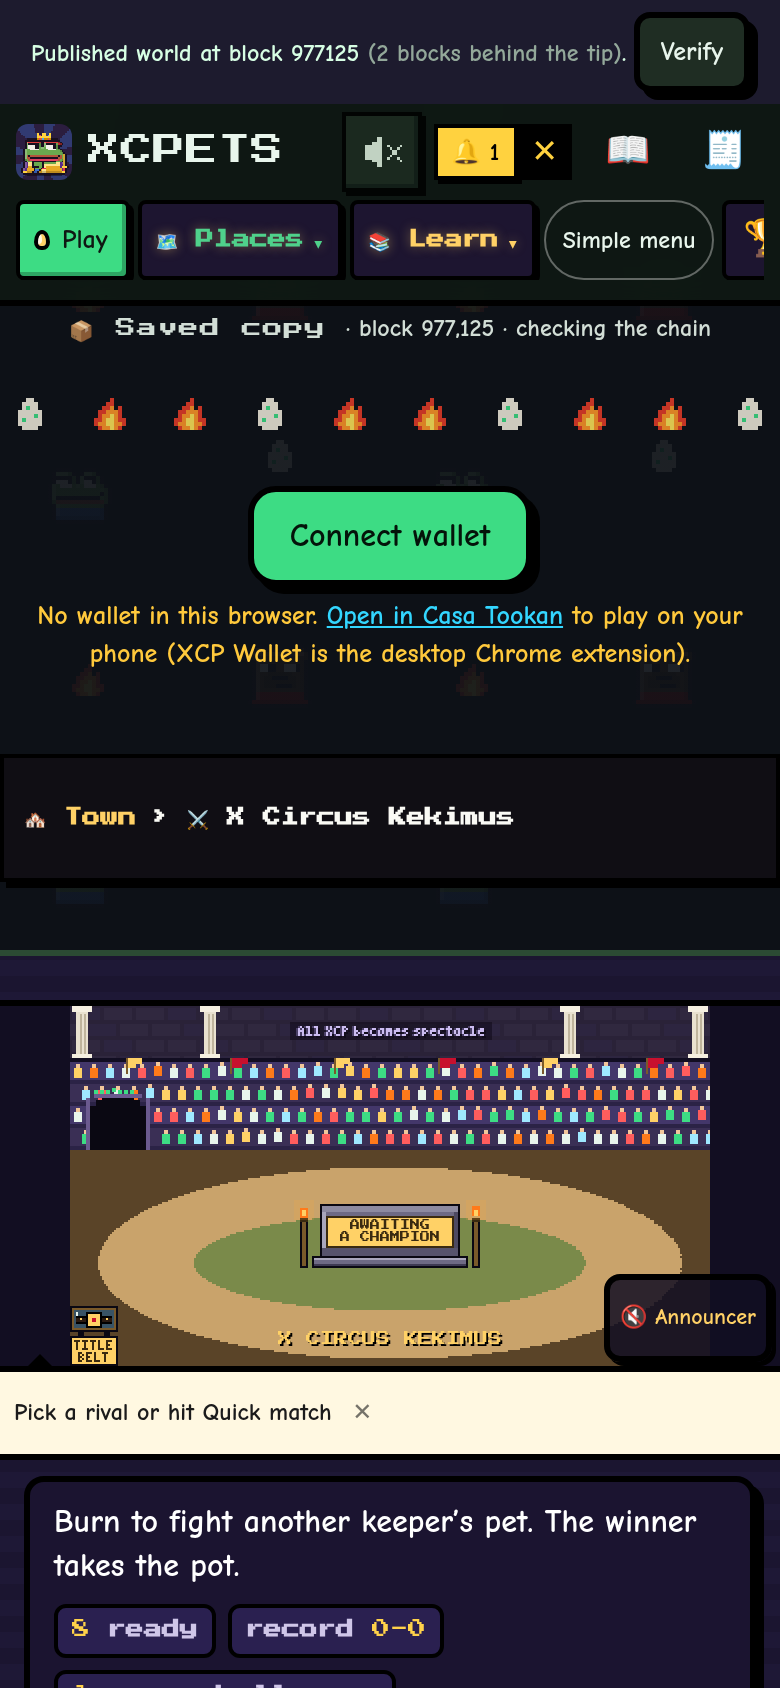 Published world at block 977125 (2 blocks behind the tip).
Verify
XCPETS
1
Play
Places
Learn
Simple menu
Saved copy · block 977,125 · checking the chain
Connect wallet
No wallet in this browser. Open in Casa Tookan to play on your
phone (XCP Wallet is the desktop Chrome extension).
Town › X Circus Kekimus
All XCP becomes spectacle
AWAITING
A CHAMPION
TITLE
BELT
X CIRCUS KEKIMUS
Announcer
Pick a rival or hit Quick match
Burn to fight another keeper's pet. The winner
takes the pot.
8 ready
record 0-0